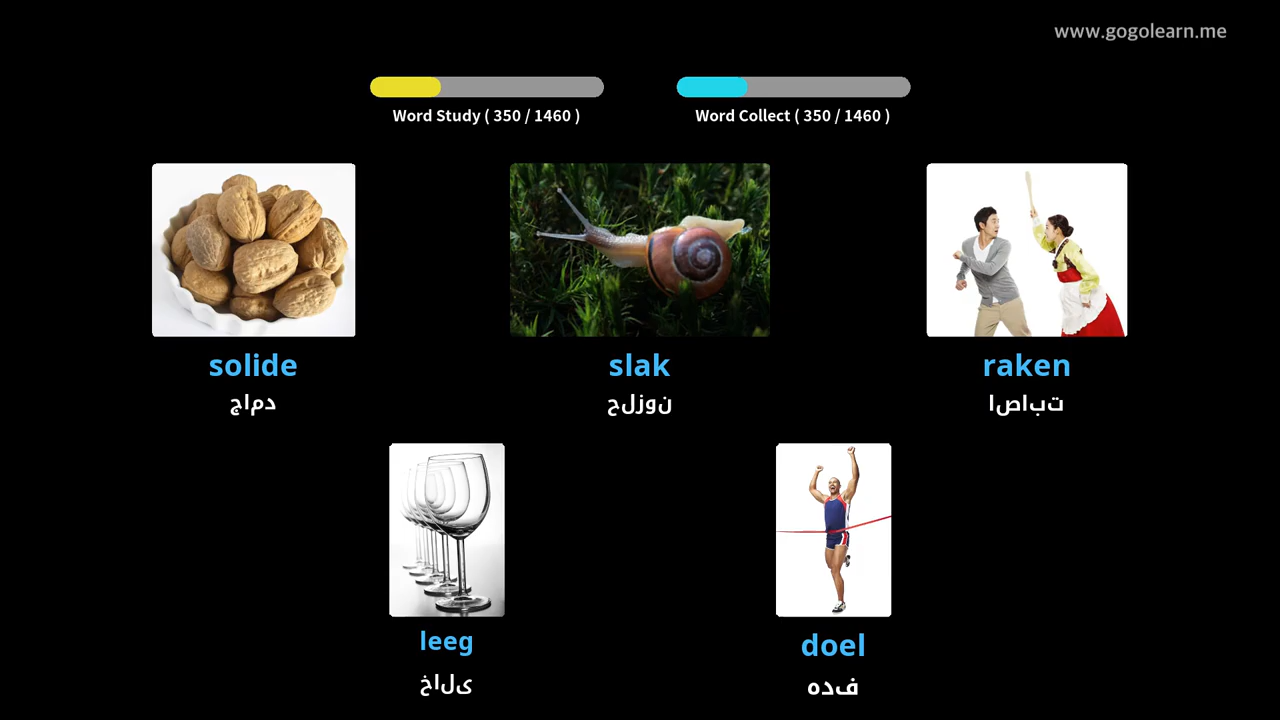 www.gogolearn.me
Word Study ( 350 / 1460 )
Word Collect ( 350 / 1460 )
solide
دماج
slak
نوزلح
raken
تباصا
leeg
یلاخ
doel
فده